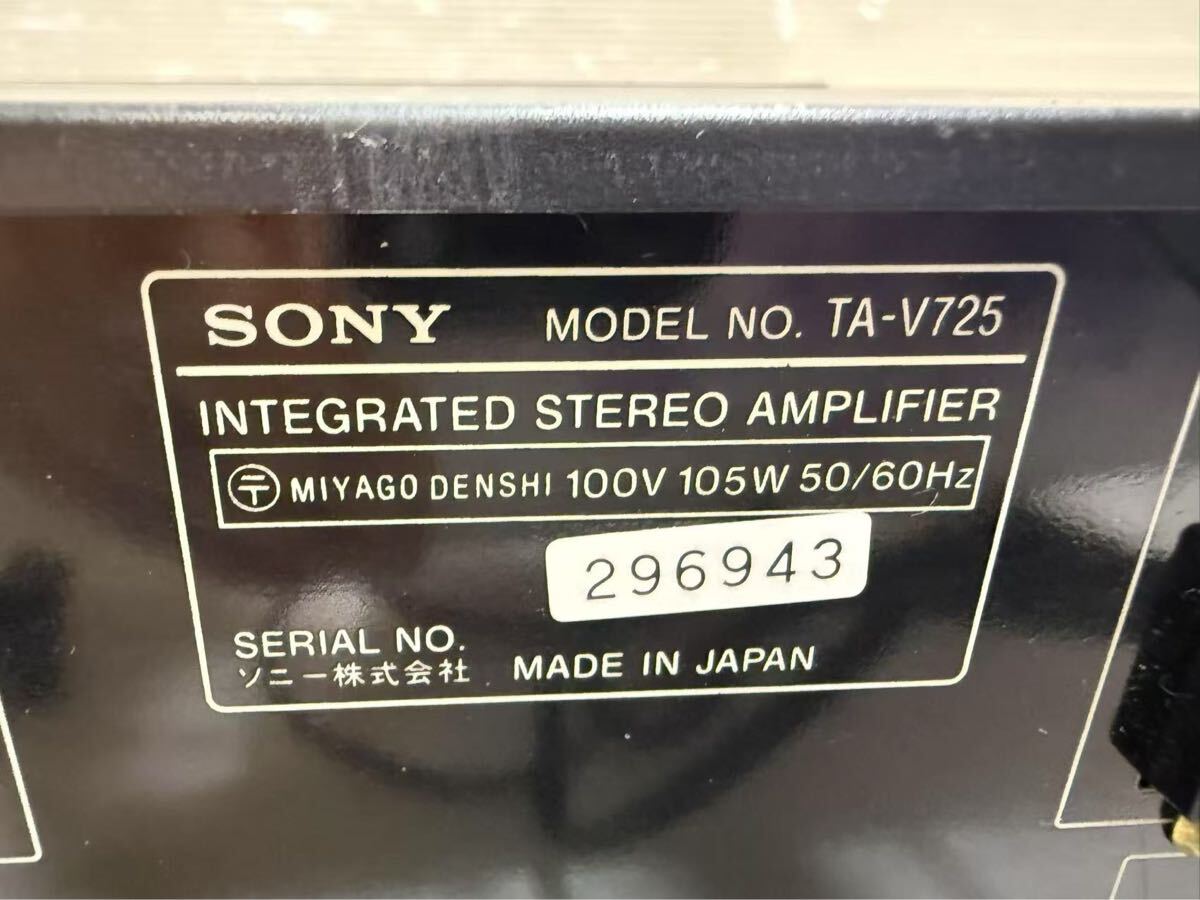 SONY MODEL NO. TA-V725
INTEGRATED STEREO AMPLIFIER
MIYAGO DENSHI 100V 105W 50/60Hz
296943
SERIAL NO.
ソニー株式会社 MADE IN JAPAN